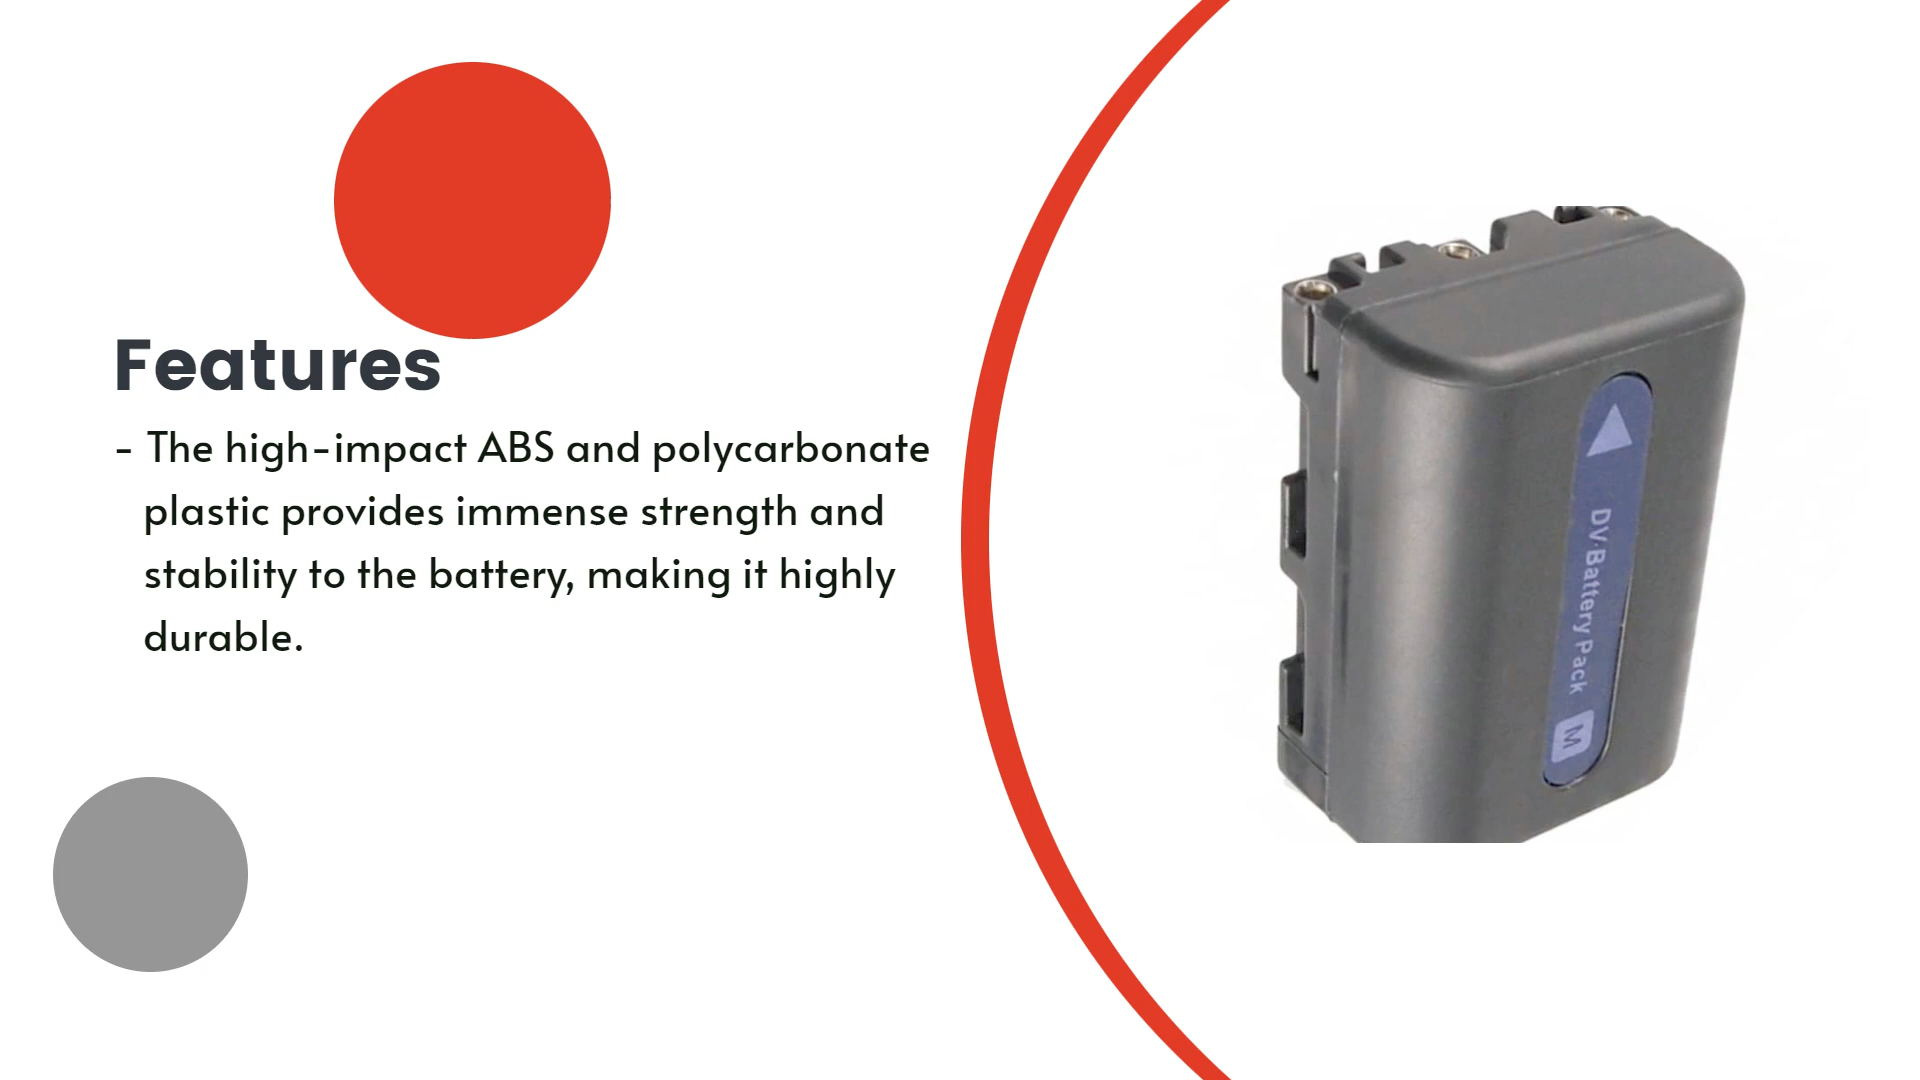 Features
- The high-impact ABS and polycarbonate
plastic provides immense strength and
stability to the battery, making it highly
durable.
DV·Battery Pack M